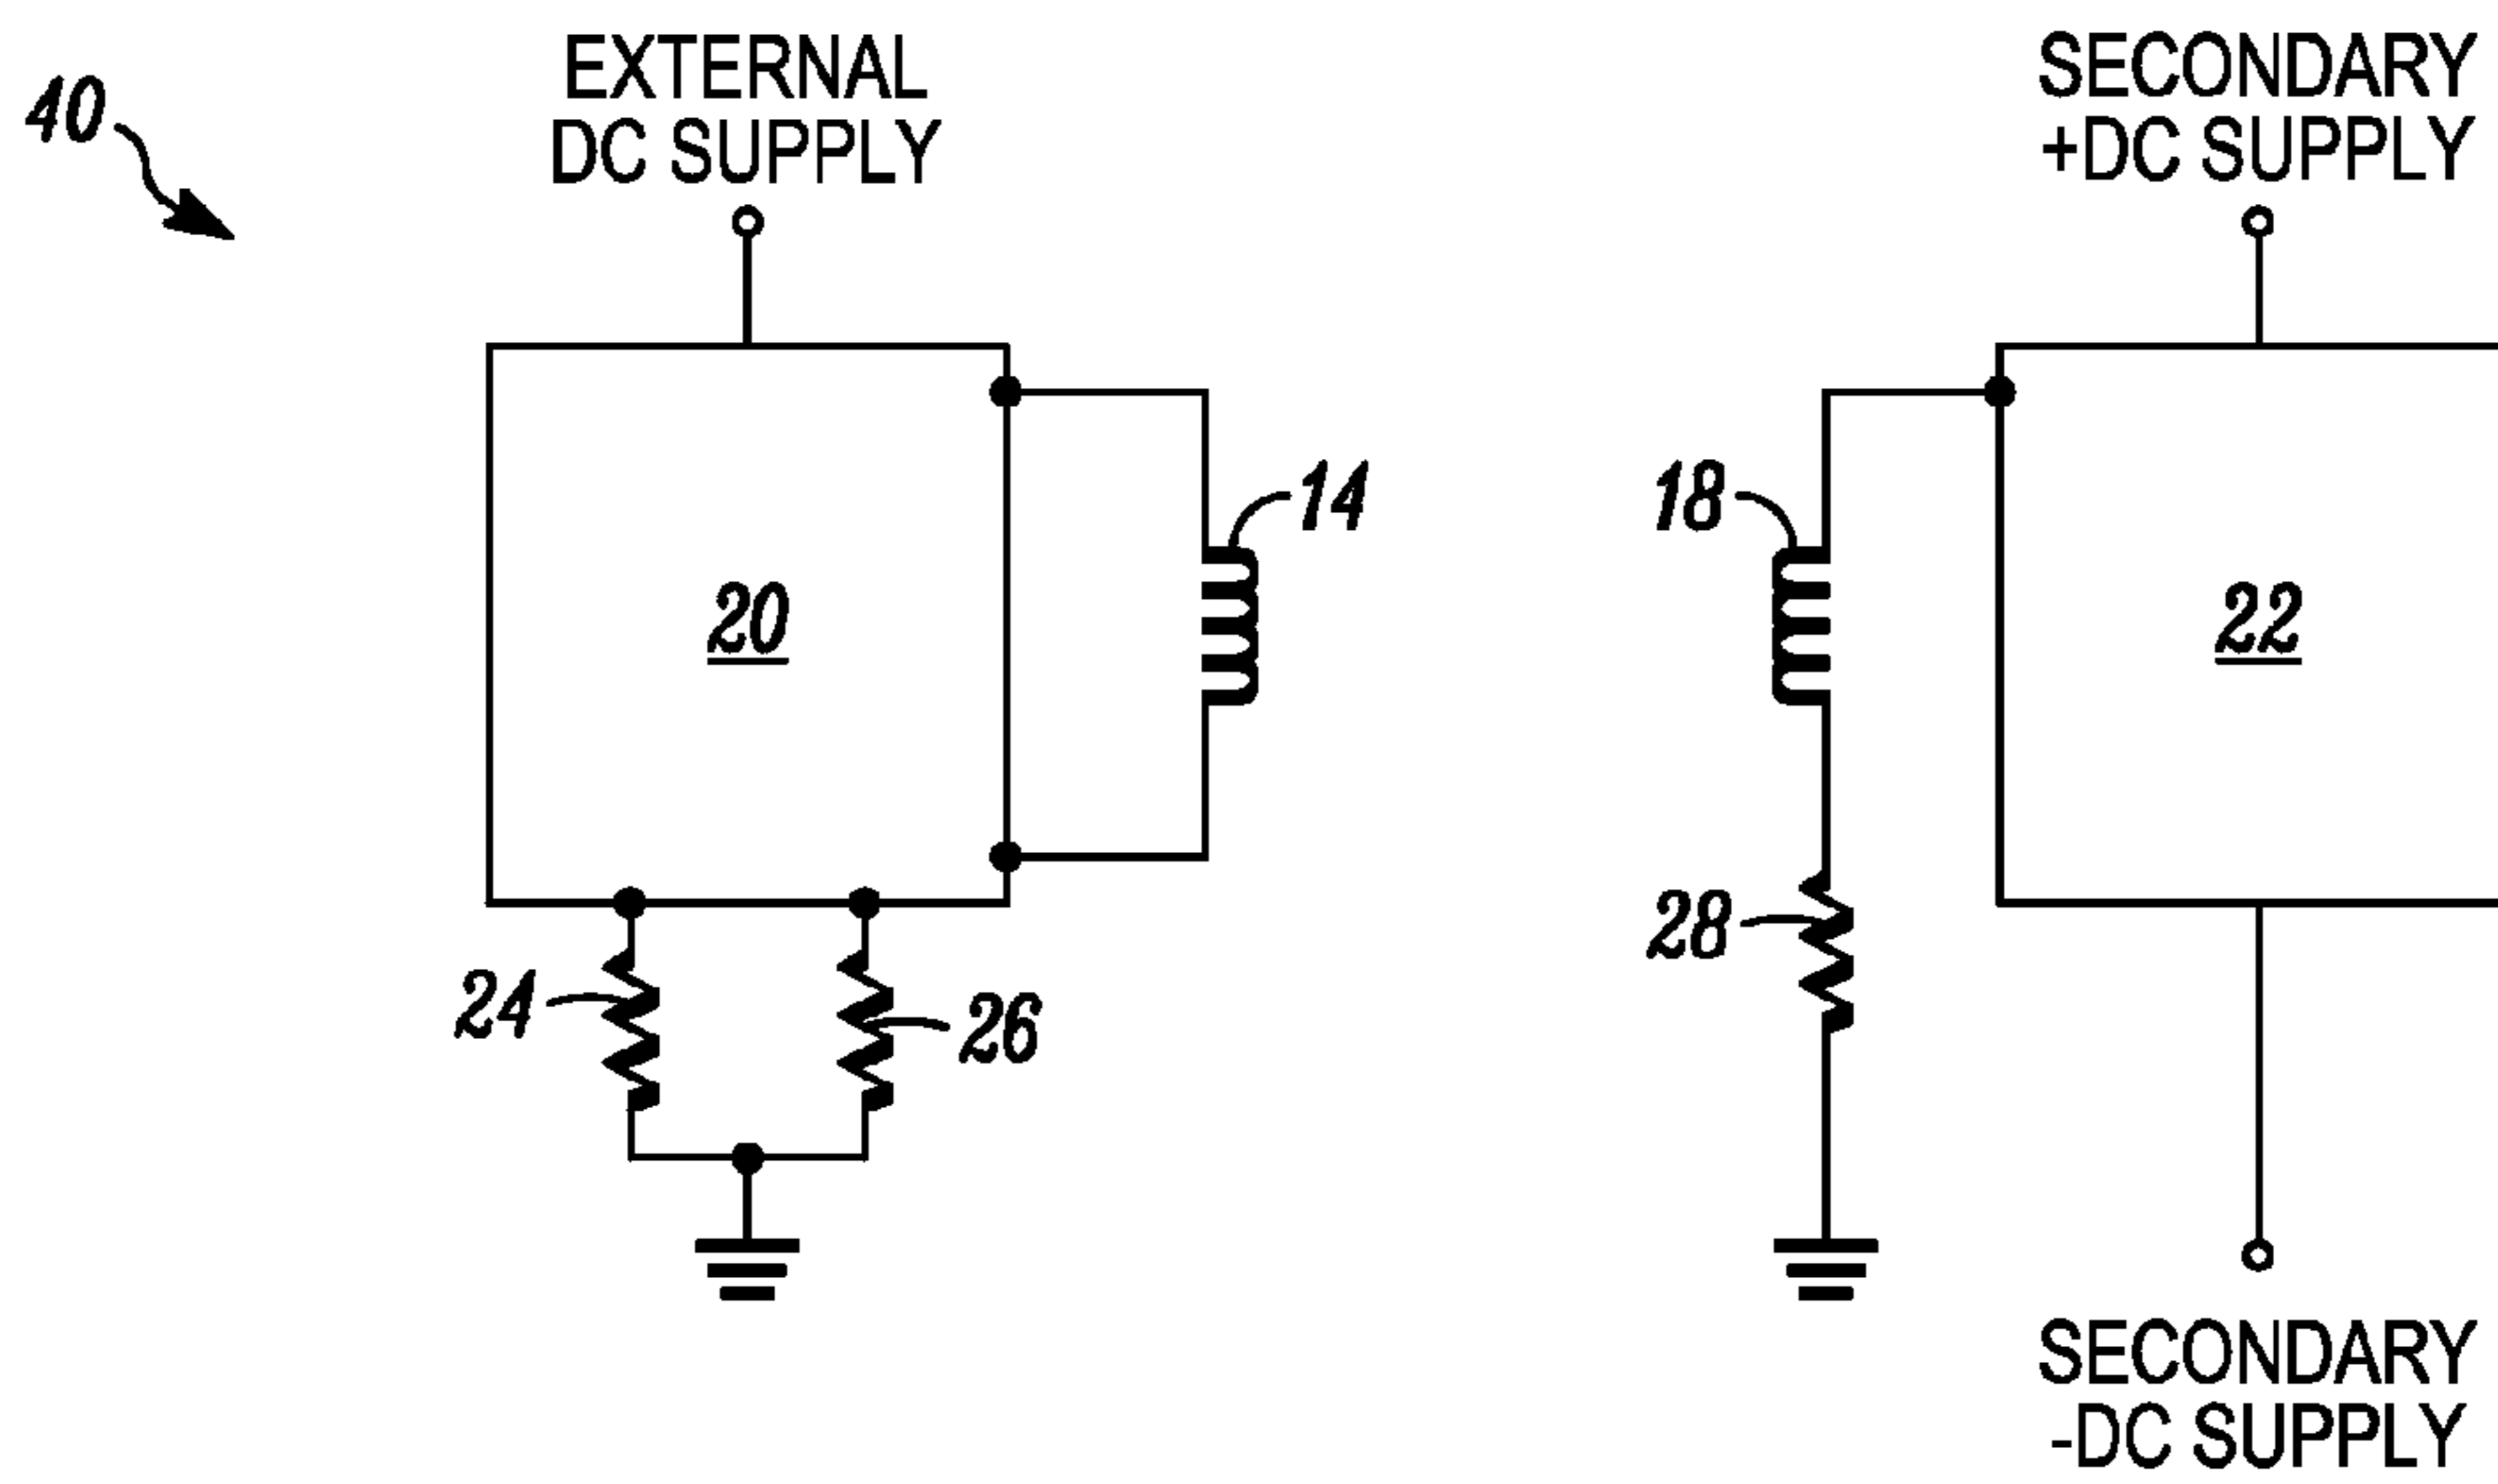 40
EXTERNAL
DC SUPPLY
SECONDARY
+DC SUPPLY
14
18
20
22
28
24
26
SECONDARY
-DC SUPPLY